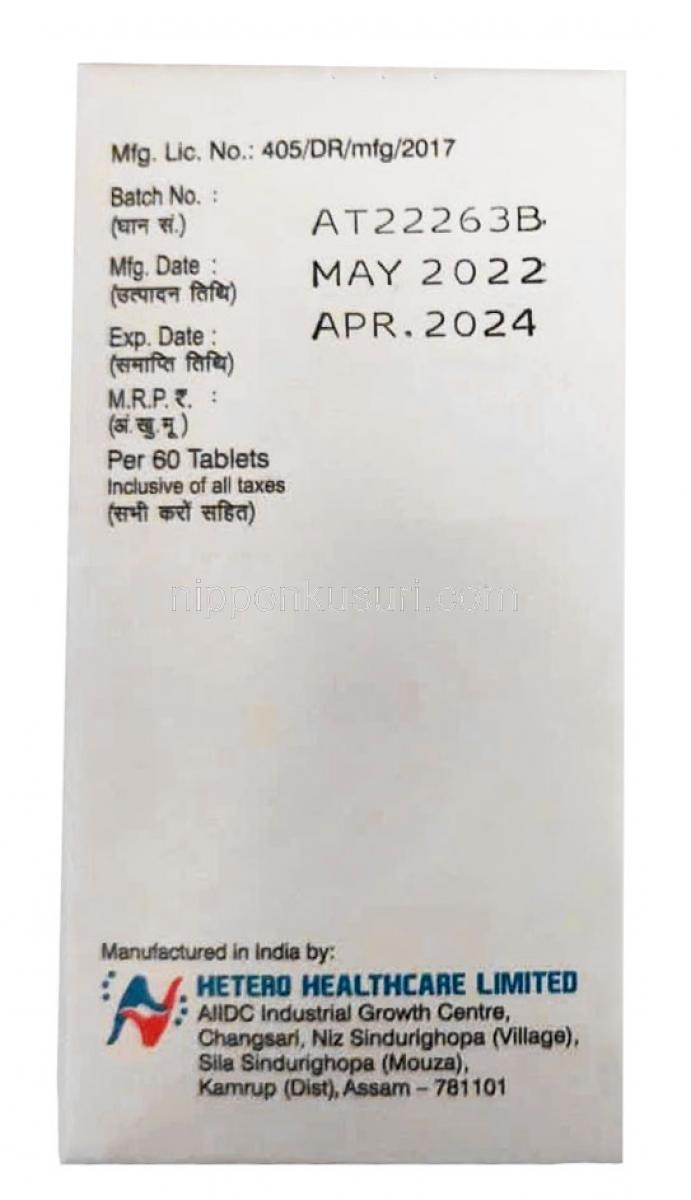 Mfg. Lic. No.: 405/DR/mfg/2017
Batch No. :
(घान सं.)
AT22263B
Mfg. Date :
(उत्पादन तिथि)
MAY 2022
Exp. Date :
(समाप्ति तिथि)
APR. 2024
M.R.P. ₹. :
(अं.खु.मू.)
Per 60 Tablets
Inclusive of all taxes
(सभी करों सहित)
nipponkusuri.com
Manufactured in India by:
HETERO HEALTHCARE LIMITED
AIIDC Industrial Growth Centre,
Changsari, Niz Sindurighopa (Village),
Sila Sindurighopa (Mouza),
Kamrup (Dist), Assam – 781101